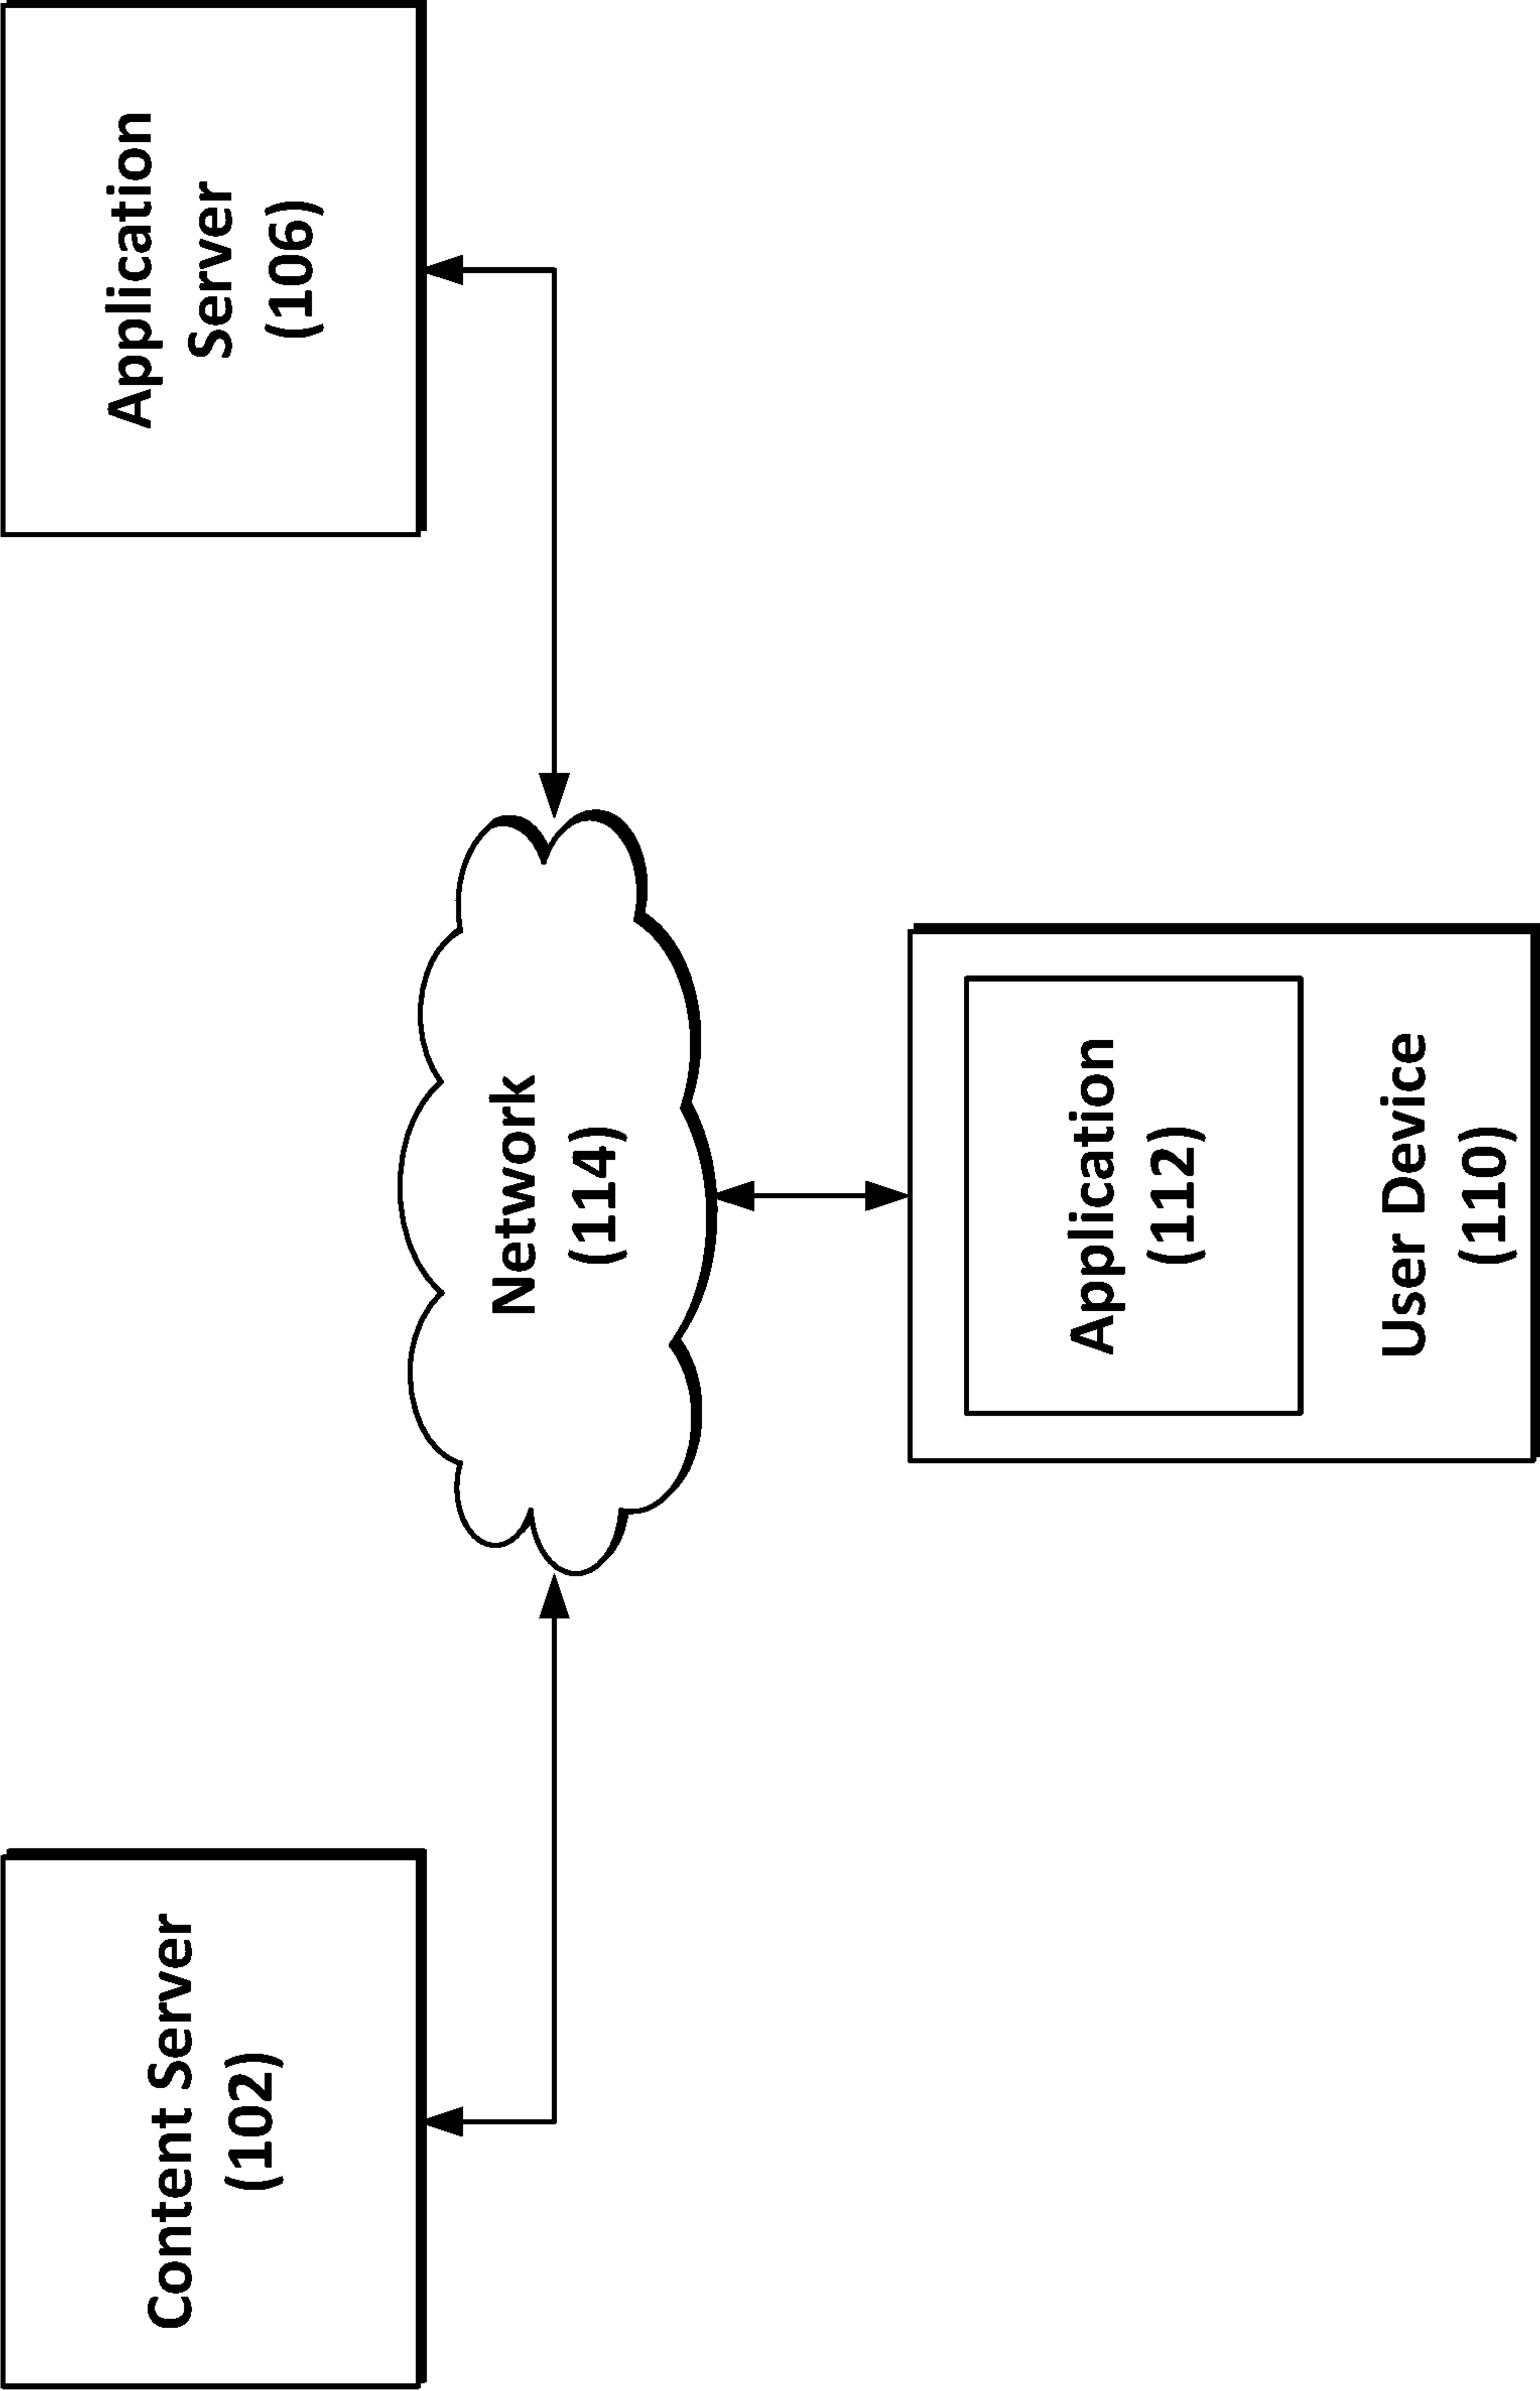 Content Server
(102)
Application
Server
(106)
Network
(114)
Application
(112)
User Device
(110)